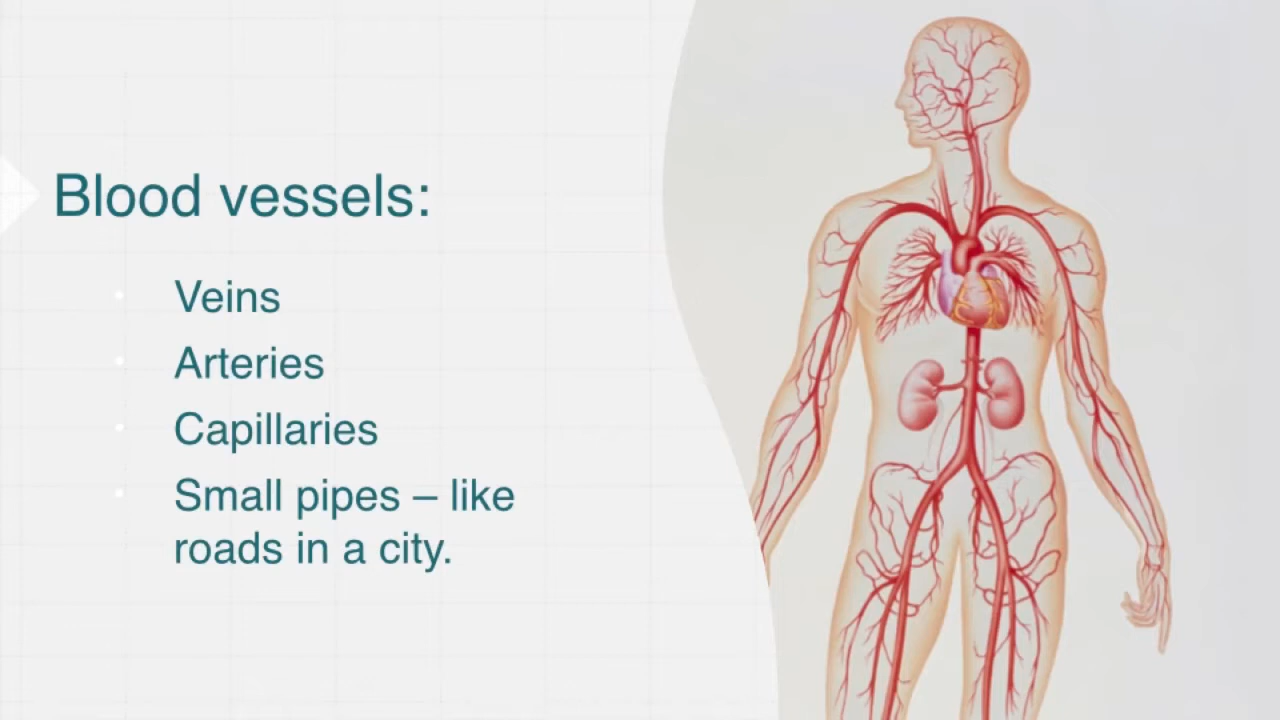 Blood vessels:
Veins
Arteries
Capillaries
Small pipes – like
roads in a city.